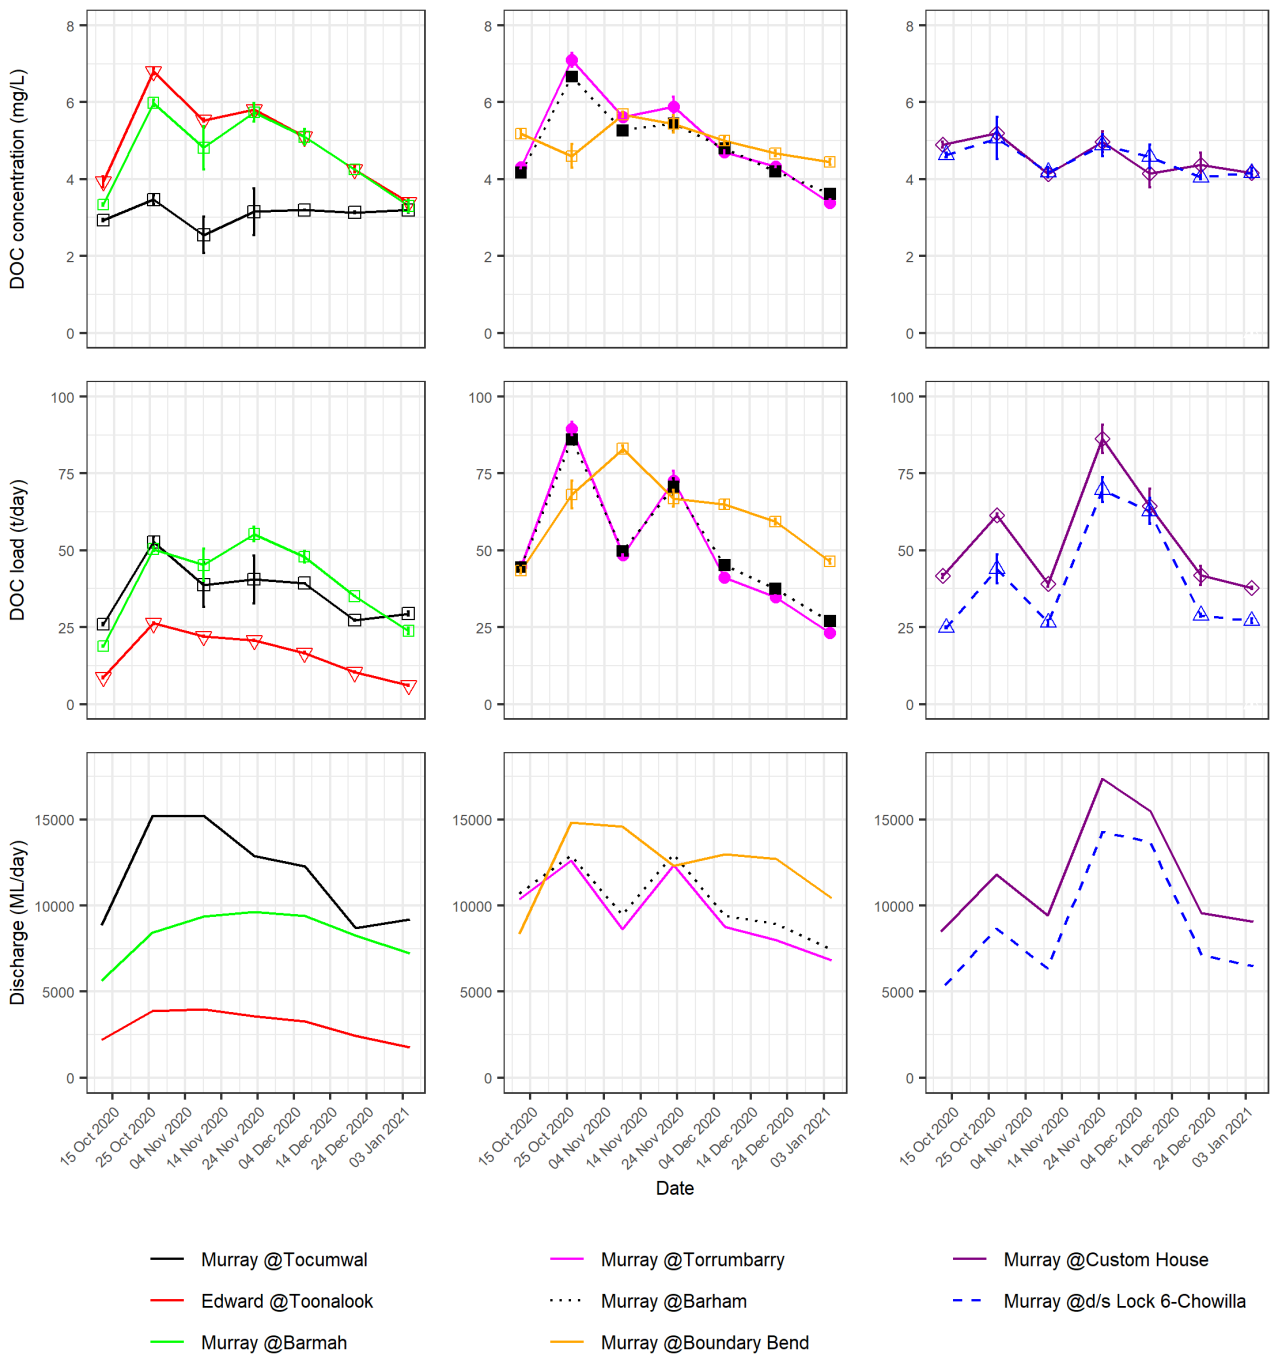 DOC concentration (mg/L)
8
6
4
2
0
8
6
4
2
0
8
6
4
2
0
DOC load (t/day)
100
75
50
25
0
100
75
50
25
0
100
75
50
25
0
Discharge (ML/day)
15000
10000
5000
0
15000
10000
5000
0
15000
10000
5000
0
15 Oct 2020
25 Oct 2020
04 Nov 2020
14 Nov 2020
24 Nov 2020
04 Dec 2020
14 Dec 2020
24 Dec 2020
03 Jan 2021
15 Oct 2020
25 Oct 2020
04 Nov 2020
14 Nov 2020
24 Nov 2020
04 Dec 2020
14 Dec 2020
24 Dec 2020
03 Jan 2021
15 Oct 2020
25 Oct 2020
04 Nov 2020
14 Nov 2020
24 Nov 2020
04 Dec 2020
14 Dec 2020
24 Dec 2020
03 Jan 2021
Date
Murray @Tocumwal
Edward @Toonalook
Murray @Barmah
Murray @Torrumbarry
Murray @Barham
Murray @Boundary Bend
Murray @Custom House
Murray @d/s Lock 6-Chowilla